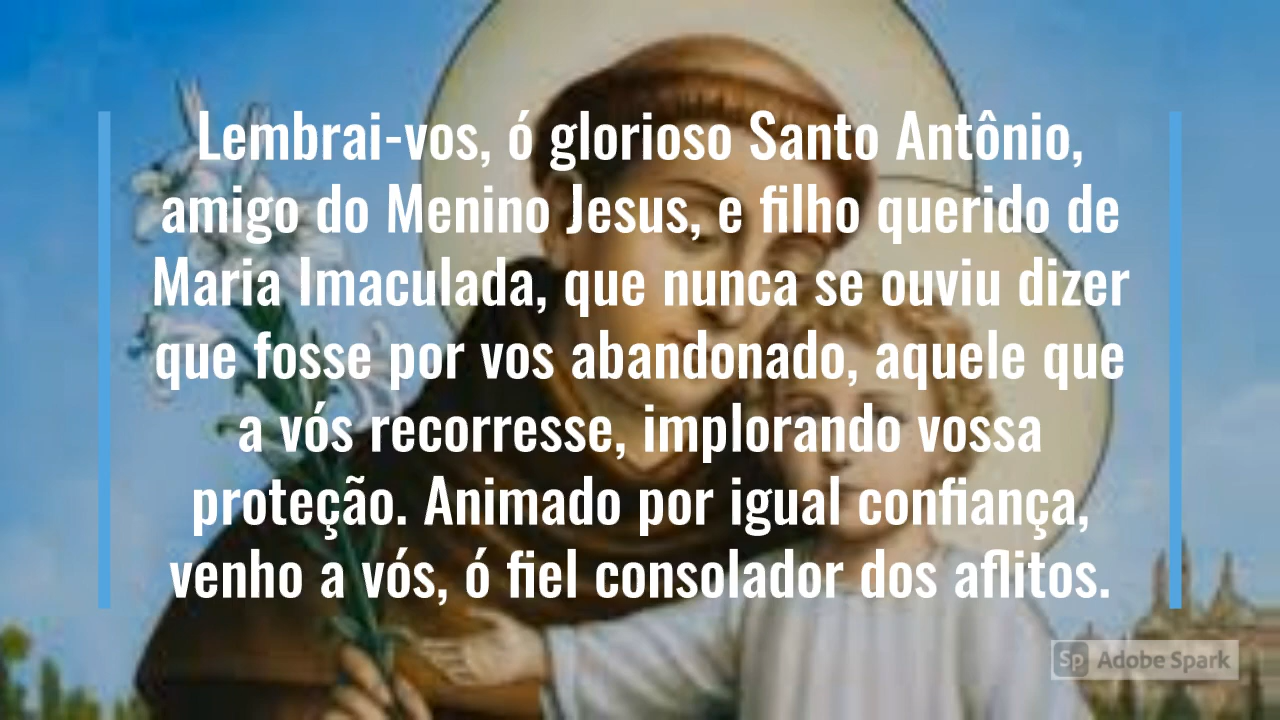 Lembrai-vos, ó glorioso Santo Antônio,
amigo do Menino Jesus, e filho querido de
Maria Imaculada, que nunca se ouviu dizer
que fosse por vos abandonado, aquele que
a vós recorresse, implorando vossa
proteção. Animado por igual confiança,
venho a vós, ó fiel consolador dos aflitos.
Sp Adobe Spark